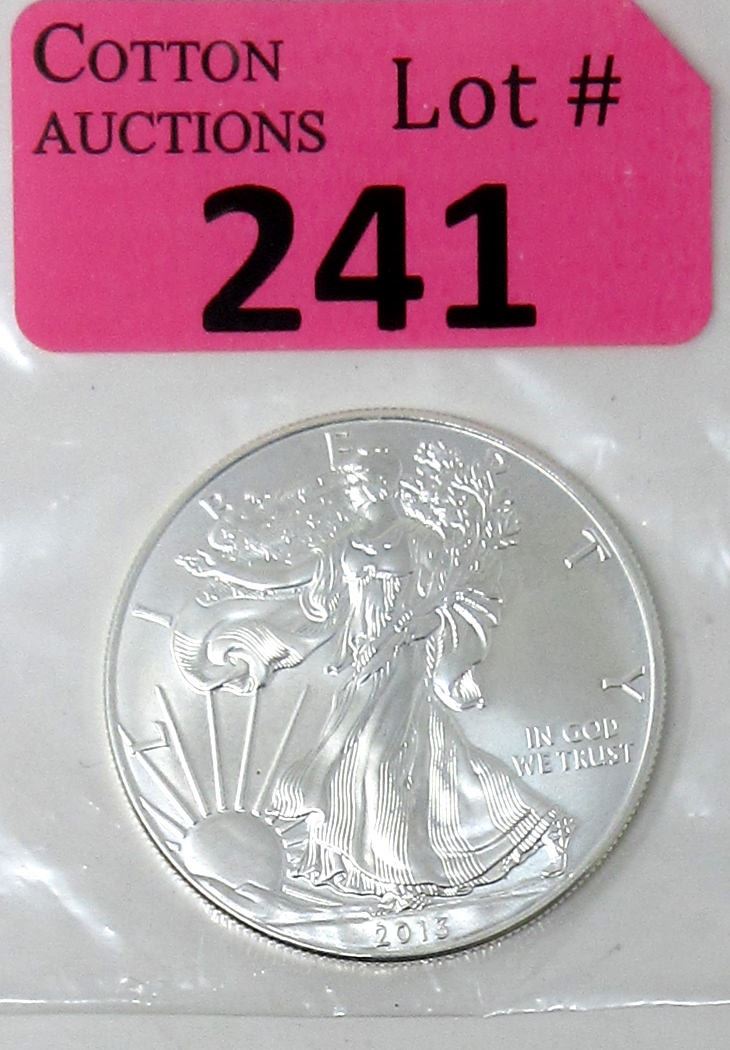 COTTON
AUCTIONS
Lot #
241
LIBERTY
IN GOD
WE TRUST
2013